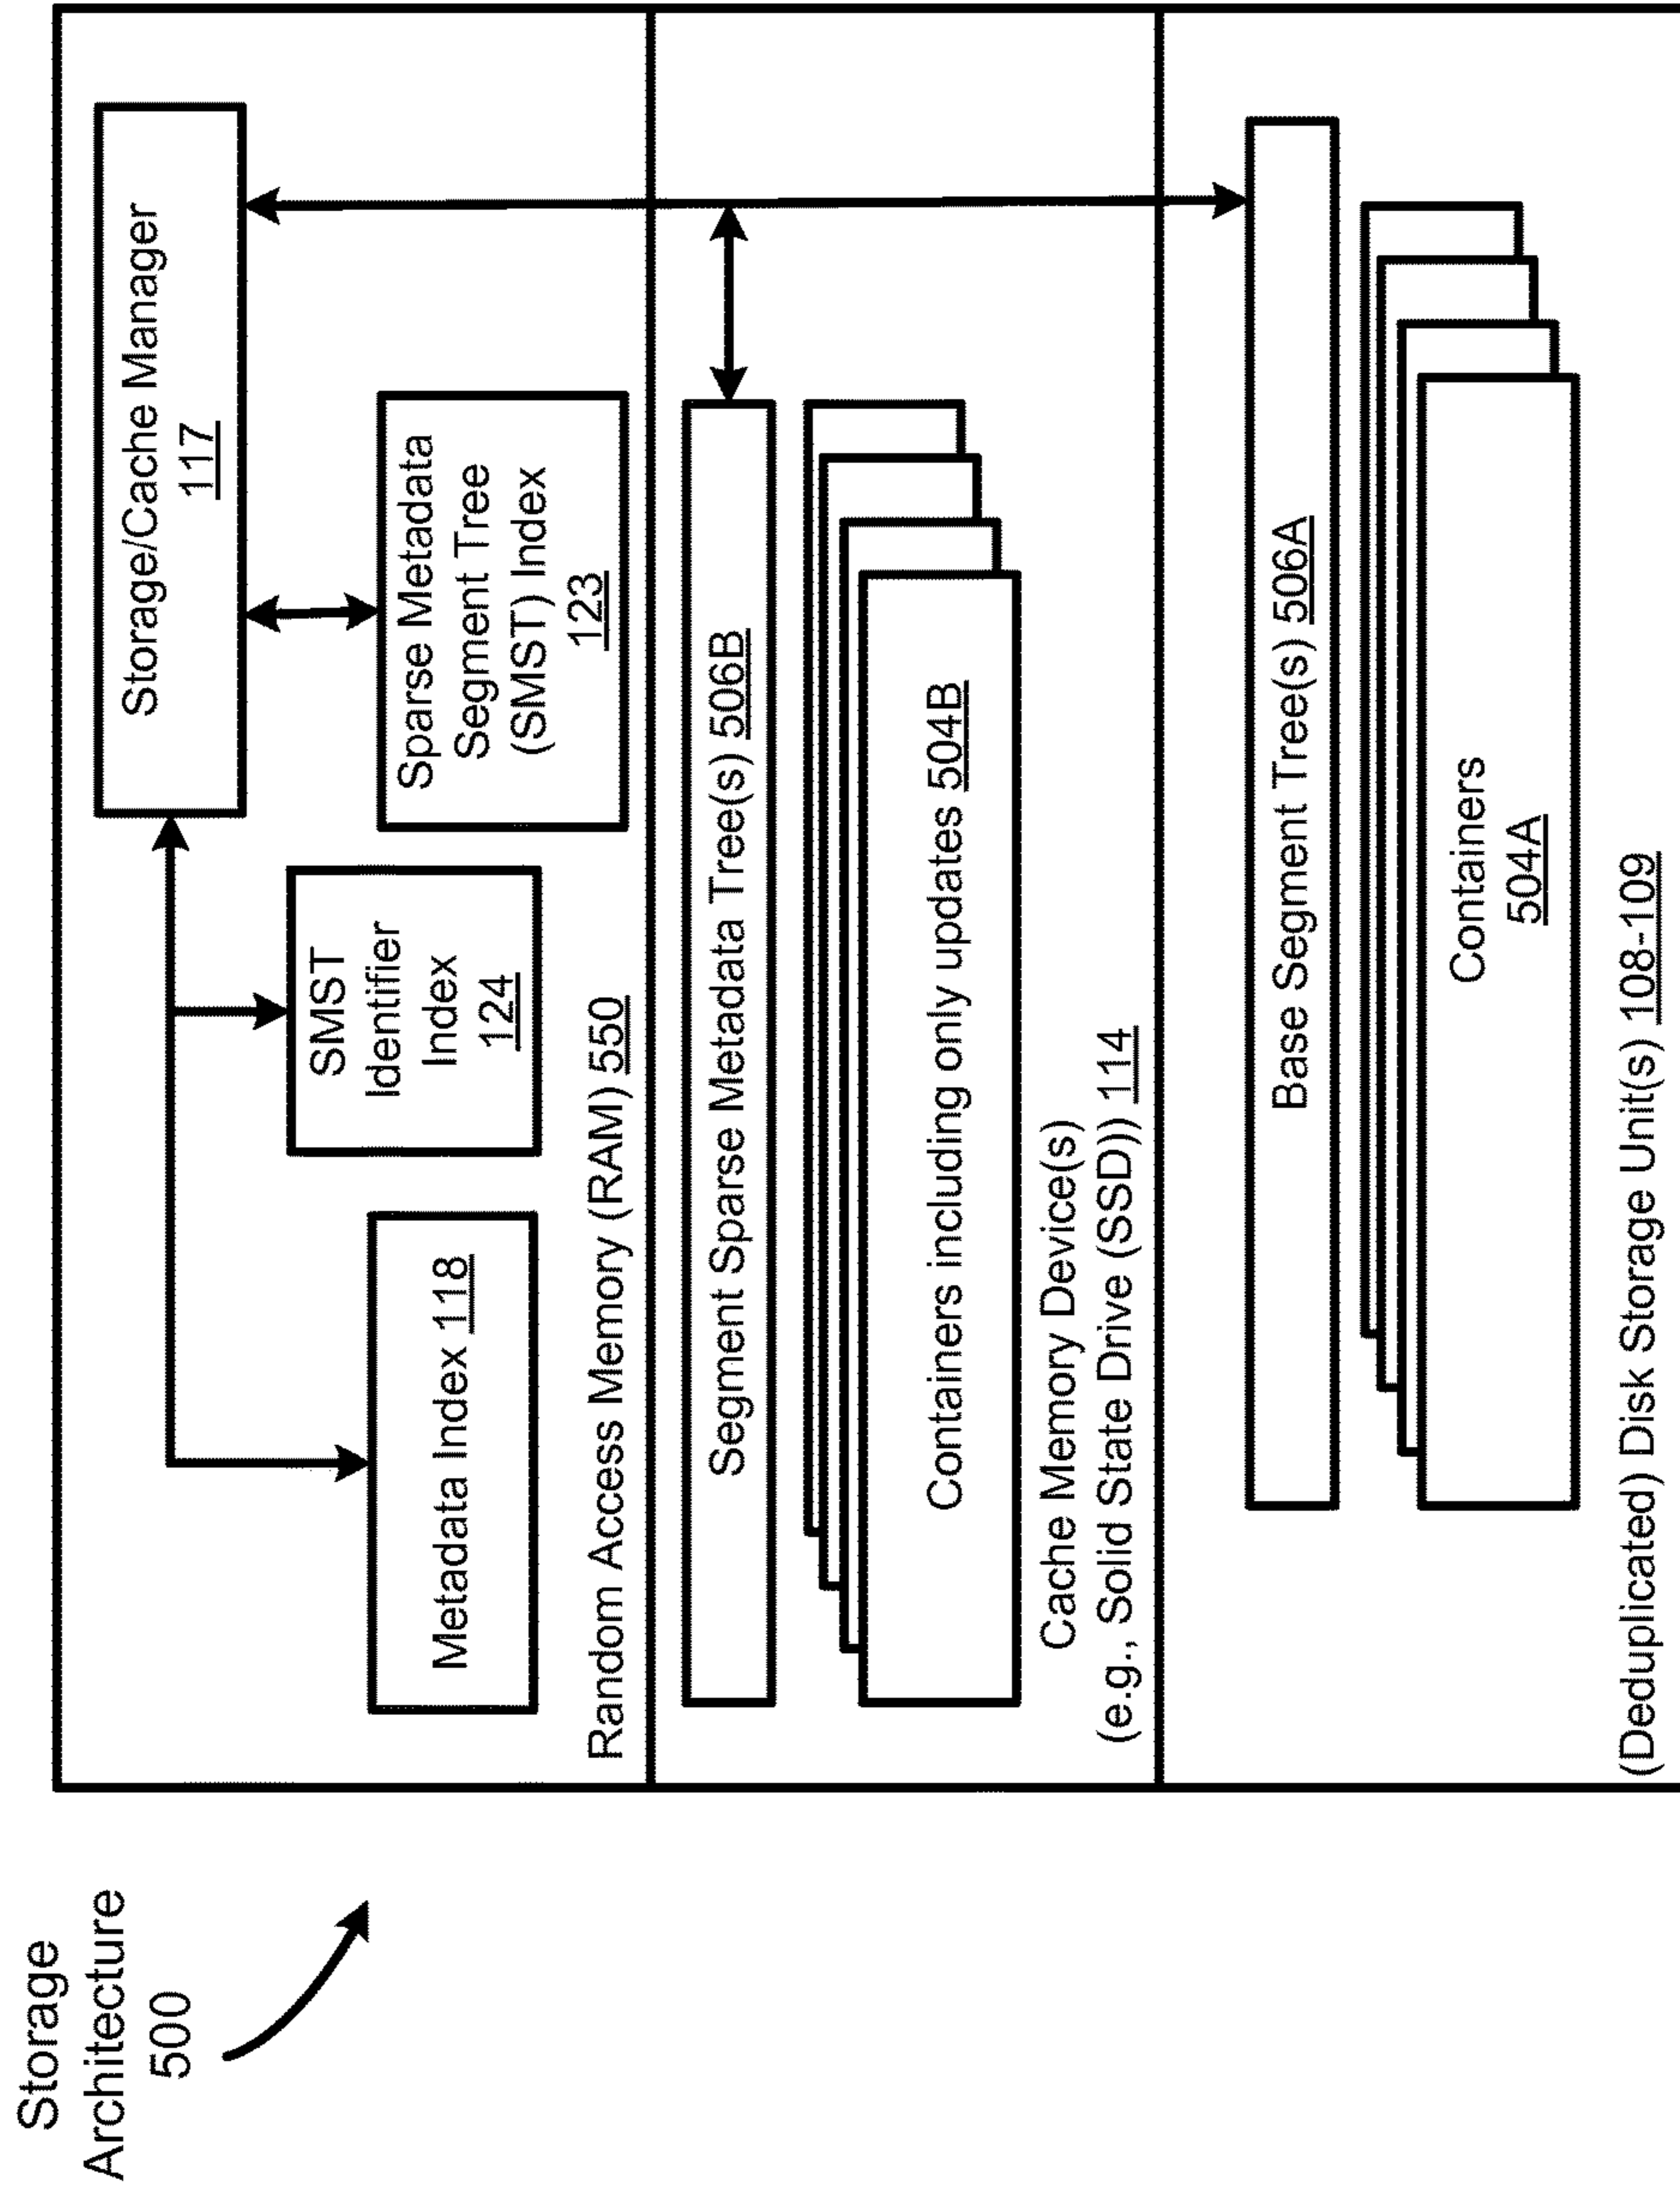 Storage
Architecture
500
Storage/Cache Manager
117
Metadata Index 118
SMST
Identifier
Index
124
Sparse Metadata
Segment Tree
(SMST) Index
123
Random Access Memory (RAM) 550
Segment Sparse Metadata Tree(s) 506B
Containers including only updates 504B
Cache Memory Device(s)
(e.g., Solid State Drive (SSD)) 114
Base Segment Tree(s) 506A
Containers
504A
(Deduplicated) Disk Storage Unit(s) 108-109